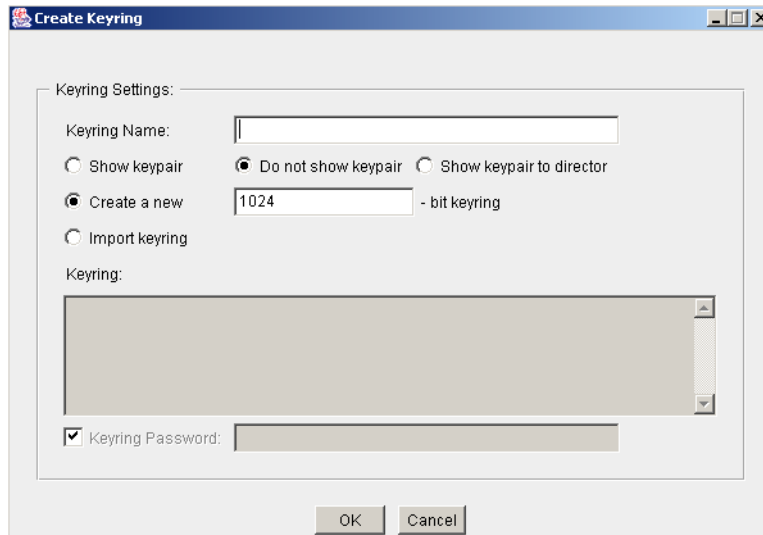 Create Keyring
Keyring Settings:
Keyring Name:
Show keypair Do not show keypair Show keypair to director
Create a new 1024 - bit keyring
Import keyring
Keyring:
Keyring Password:
OK Cancel